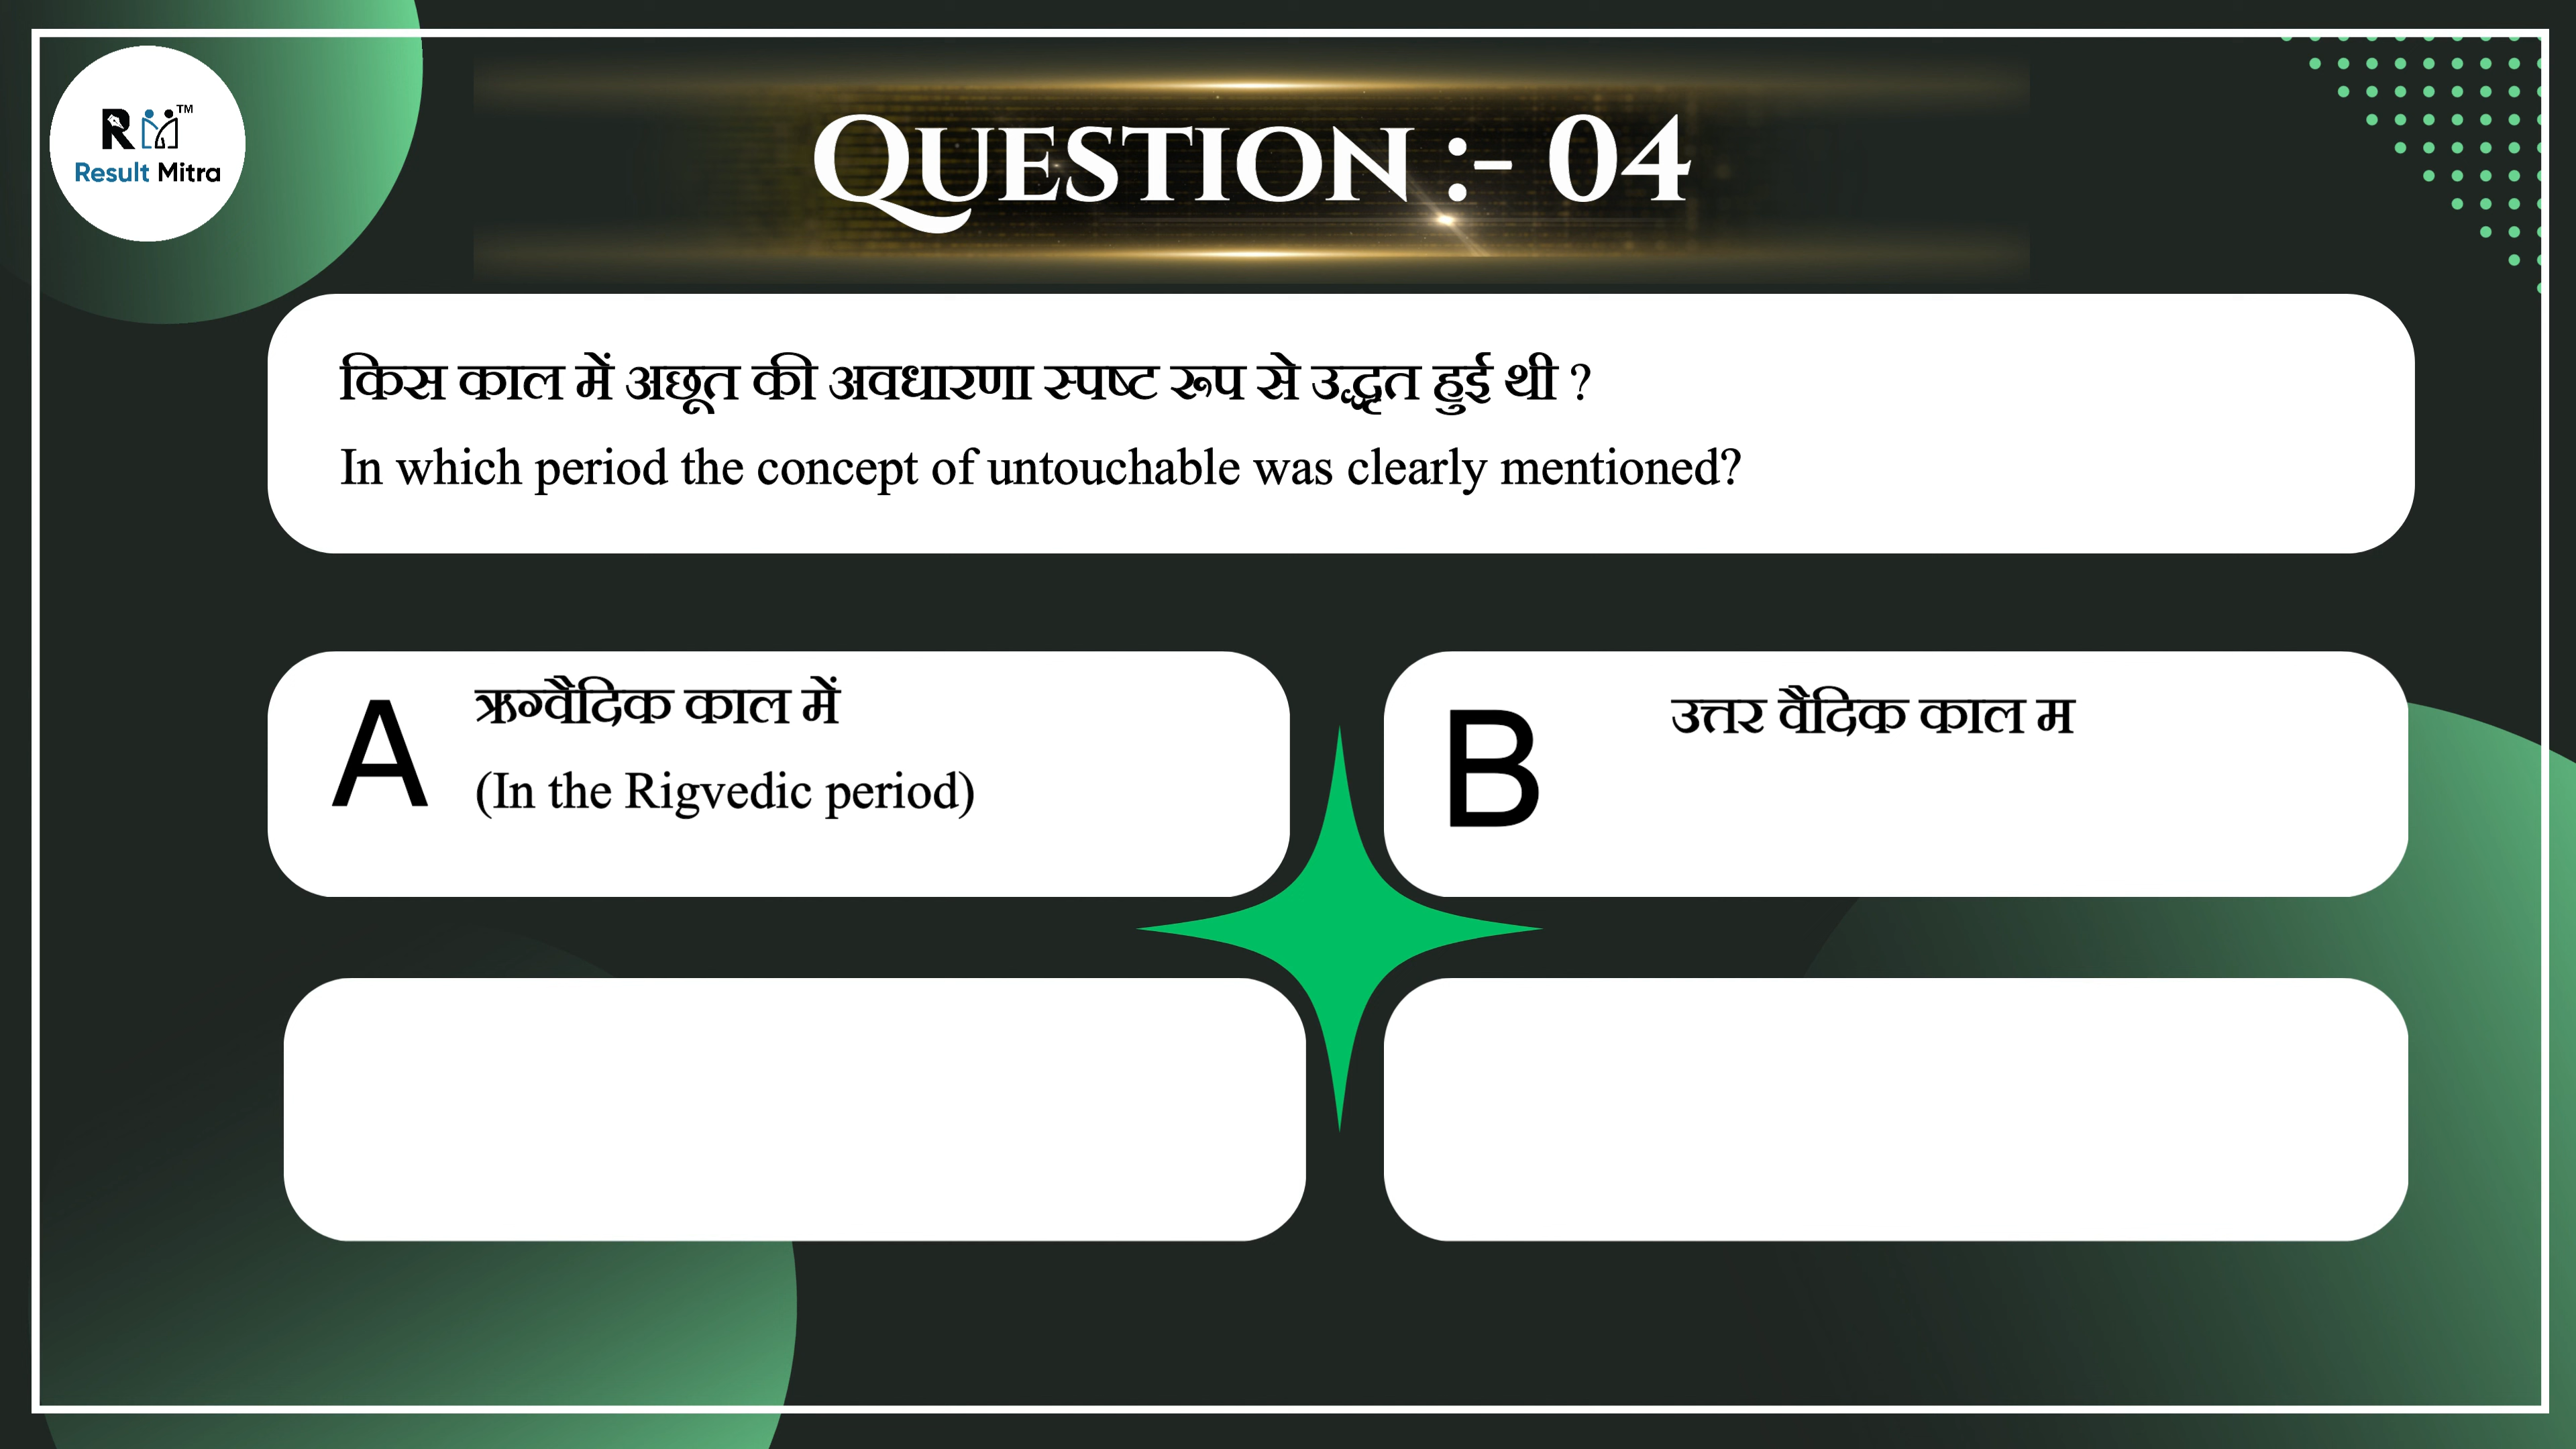 RM™
Result Mitra
QUESTION :- 04
किस काल में अछूत की अवधारणा स्पष्ट रूप से उद्धृत हुई थी ?
In which period the concept of untouchable was clearly mentioned?
A
ऋग्वैदिक काल में
(In the Rigvedic period)
B
उत्तर वैदिक काल म